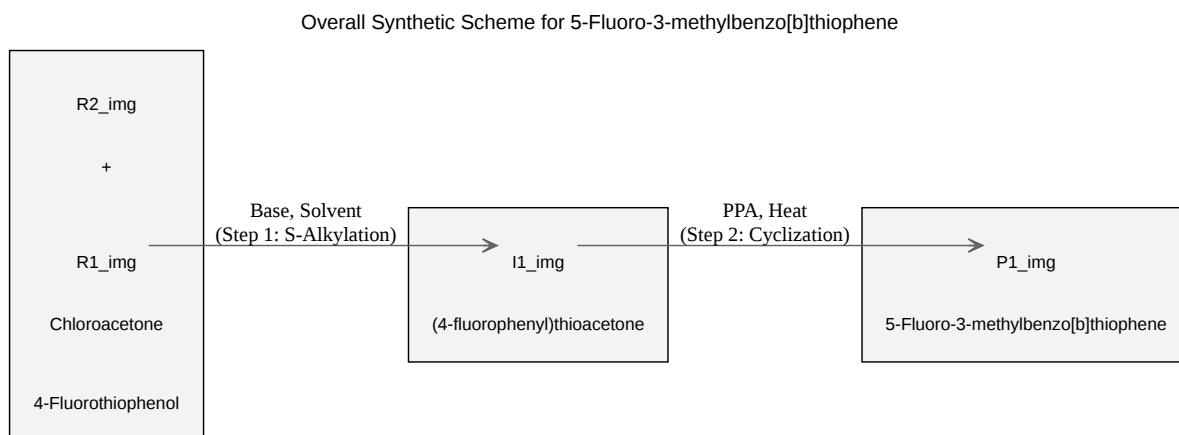 Overall Synthetic Scheme for 5-Fluoro-3-methylbenzo[b]thiophene
R2_img
+
R1_img
Chloroacetone
4-Fluorothiophenol
Base, Solvent
(Step 1: S-Alkylation)
I1_img
(4-fluorophenyl)thioacetone
PPA, Heat
(Step 2: Cyclization)
P1_img
5-Fluoro-3-methylbenzo[b]thiophene